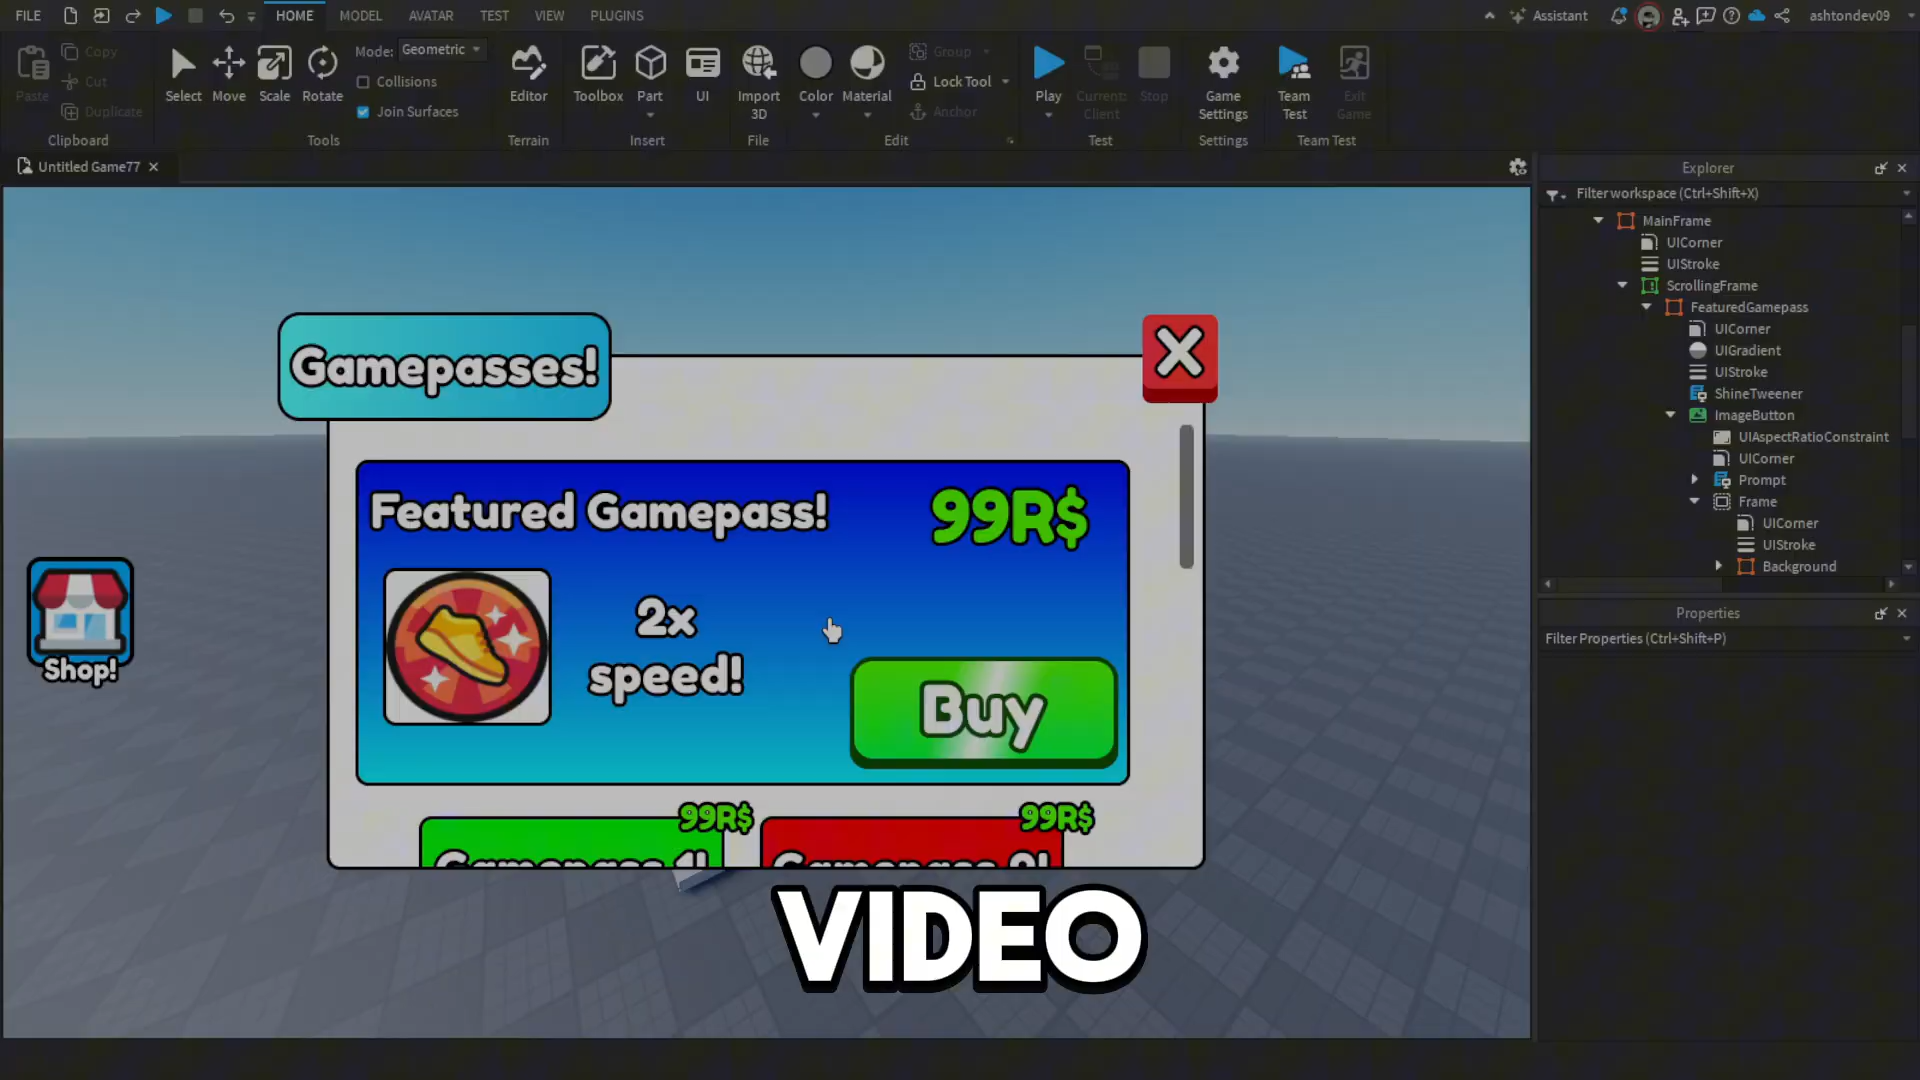 FILE
HOME
MODEL
AVATAR
TEST
VIEW
PLUGINS
Assistant
ashtondev09
Paste
Copy
Cut
Duplicate
Clipboard
Select
Move
Scale
Rotate
Mode:
Geometric
Collisions
Join Surfaces
Tools
Editor
Terrain
Toolbox
Part
UI
Insert
Import
3D
File
Color
Material
Group
Lock Tool
Anchor
Edit
Play
Current:
Client
Stop
Test
Game
Settings
Settings
Team
Test
Exit
Game
Team Test
Untitled Game77
Gamepasses!
X
Featured Gamepass!
99R$
2x
speed!
Buy
99R$
99R$
Gamepass 1!
Gamepass 2!
Shop!
VIDEO
Explorer
Filter workspace (Ctrl+Shift+X)
MainFrame
UICorner
UIStroke
ScrollingFrame
FeaturedGamepass
UICorner
UIGradient
UIStroke
ShineTweener
ImageButton
UIAspectRatioConstraint
UICorner
Prompt
Frame
UICorner
UIStroke
Background
Properties
Filter Properties (Ctrl+Shift+P)